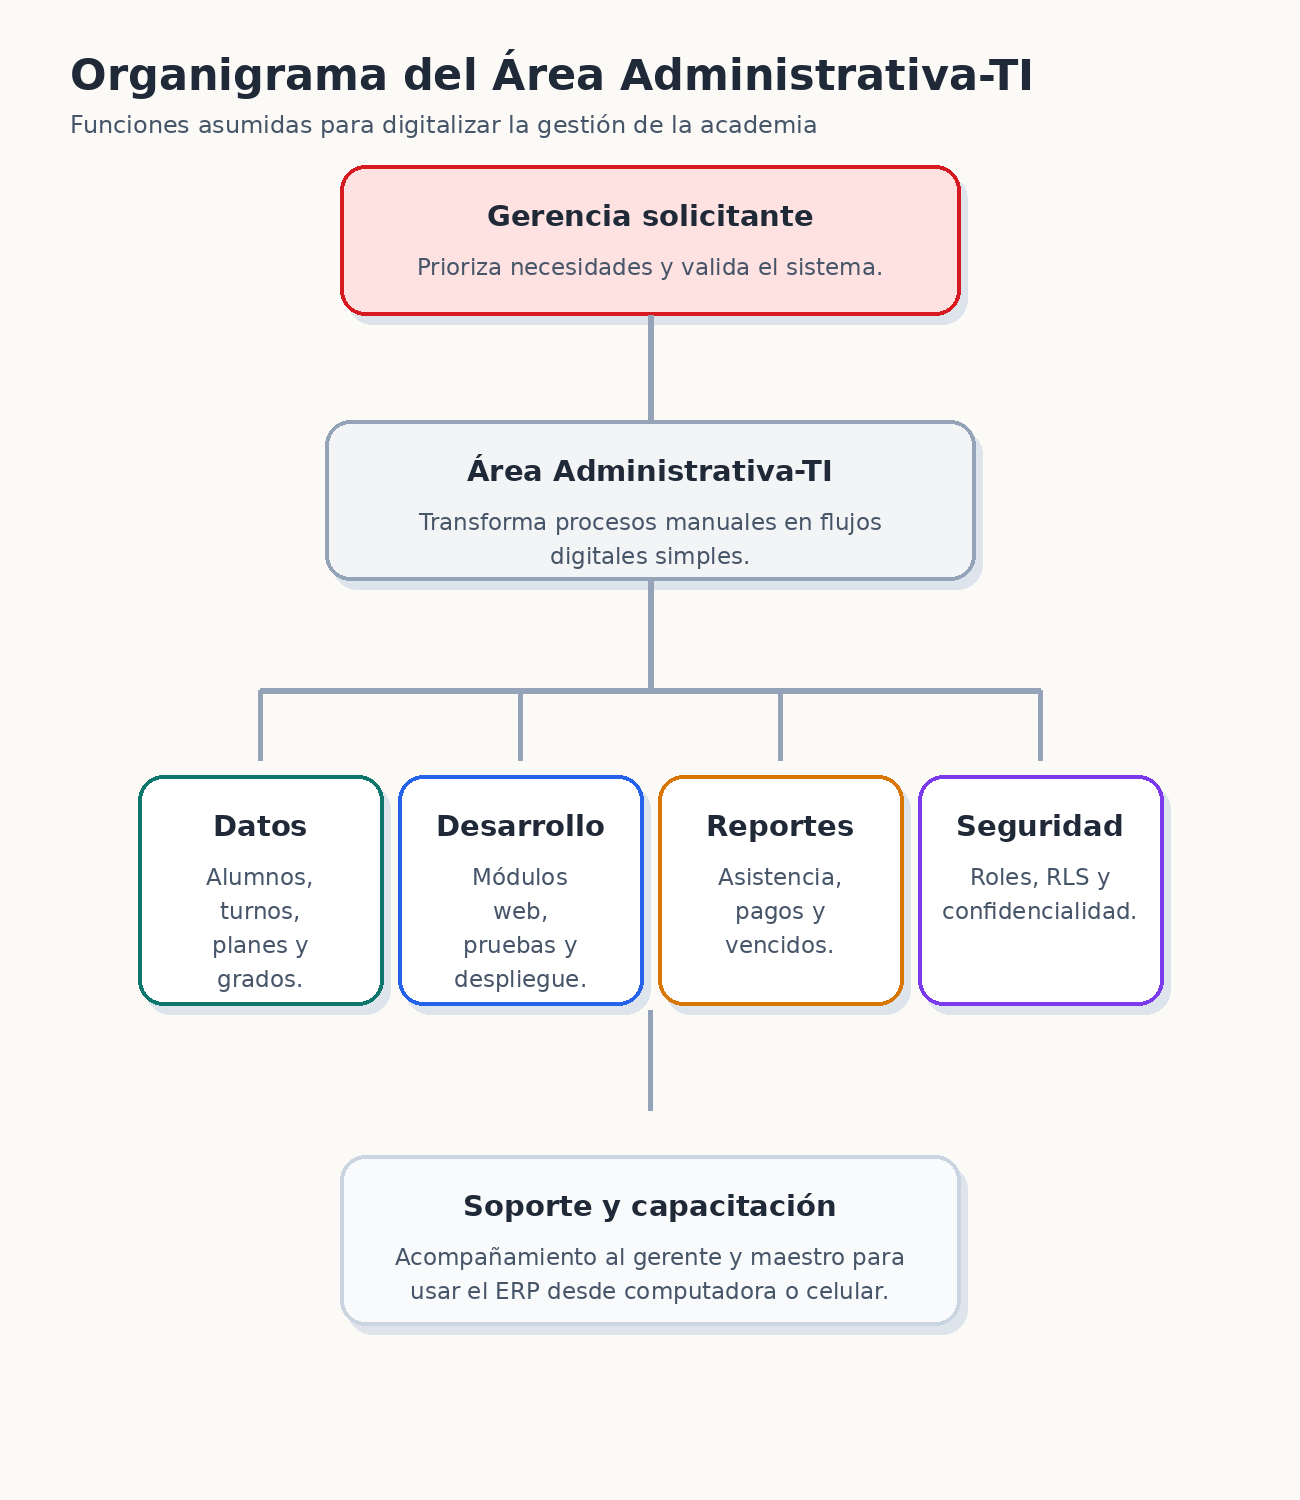 Organigrama del Área Administrativa-TI
Funciones asumidas para digitalizar la gestión de la academia
Gerencia solicitante
Prioriza necesidades y valida el sistema.
Área Administrativa-TI
Transforma procesos manuales en flujos
digitales simples.
Datos
Alumnos,
turnos,
planes y
grados.
Desarrollo
Módulos
web,
pruebas y
despliegue.
Reportes
Asistencia,
pagos y
vencidos.
Seguridad
Roles, RLS y
confidencialidad.
Soporte y capacitación
Acompañamiento al gerente y maestro para
usar el ERP desde computadora o celular.